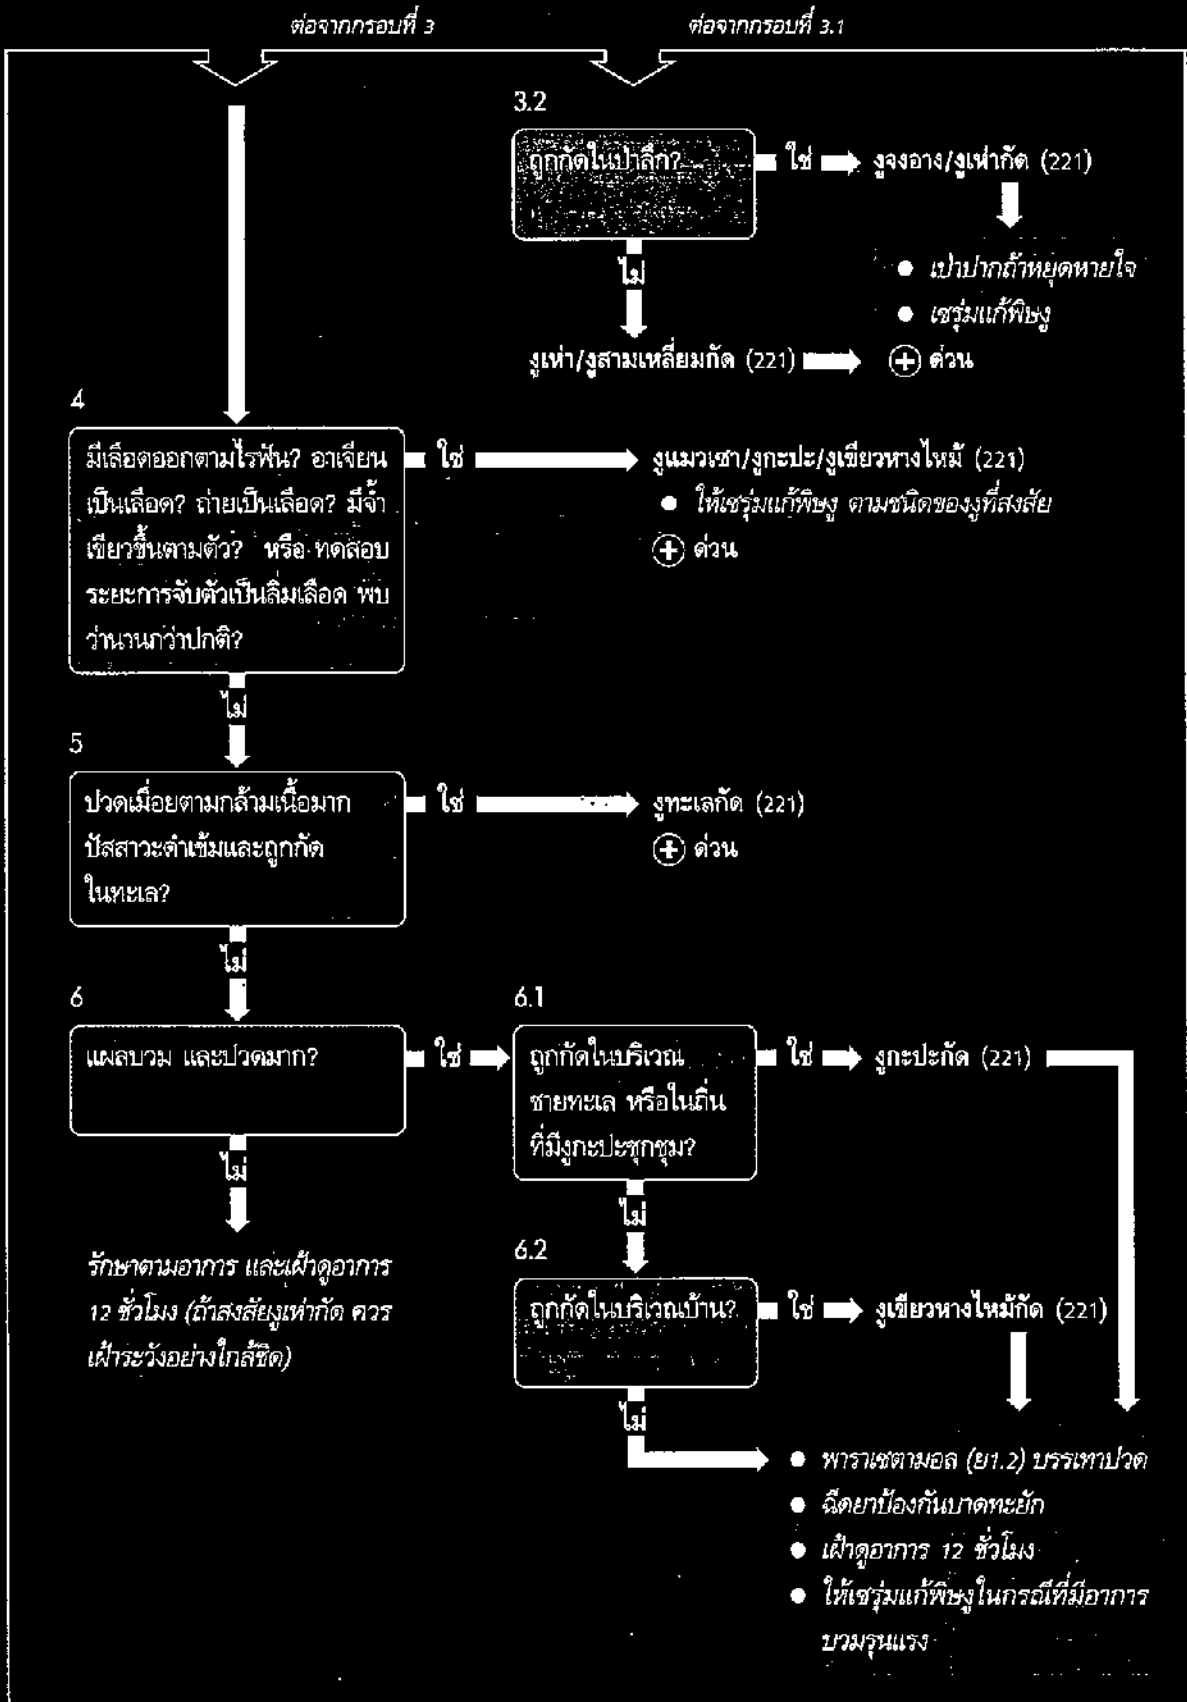 ต่อจากกรอบที่ 3
ต่อจากกรอบที่ 3.1
3.2
ถูกกัดในป่าลึก?
ใช่
งูจงอาง/งูเห่ากัด (221)
ไม่
● เป่าปากถ้าหยุดหายใจ
● เซรุ่มแก้พิษงู
งูเห่า/งูสามเหลี่ยมกัด (221)
ด่วน
4
มีเลือดออกตามไรฟัน? อาเจียน
เป็นเลือด? ถ่ายเป็นเลือด? มีจ้ำ
เขียวขึ้นตามตัว? หรือ ทดสอบ
ระยะการจับตัวเป็นลิ่มเลือด พบ
ว่านานกว่าปกติ?
ใช่
งูแมวเซา/งูกะปะ/งูเขียวหางไหม้ (221)
● ให้เซรุ่มแก้พิษงู ตามชนิดของงูที่สงสัย
ด่วน
ไม่
5
ปวดเมื่อยตามกล้ามเนื้อมาก
ปัสสาวะดำเข้มและถูกกัด
ในทะเล?
ใช่
งูทะเลกัด (221)
ด่วน
ไม่
6
แผลบวม และปวดมาก?
ใช่
6.1
ถูกกัดในบริเวณ
ชายทะเล หรือในถิ่น
ที่มีงูกะปะชุกชุม?
ใช่
งูกะปะกัด (221)
ไม่
รักษาตามอาการ และเฝ้าดูอาการ
12 ชั่วโมง (ถ้าสงสัยงูเห่ากัด ควร
เฝ้าระวังอย่างใกล้ชิด)
ไม่
6.2
ถูกกัดในบริเวณบ้าน?
ใช่
งูเขียวหางไหม้กัด (221)
ไม่
● พาราเซตามอล (ย1.2) บรรเทาปวด
● ฉีดยาป้องกันบาดทะยัก
● เฝ้าดูอาการ 12 ชั่วโมง
● ให้เซรุ่มแก้พิษงูในกรณีที่มีอาการ
บวมรุนแรง